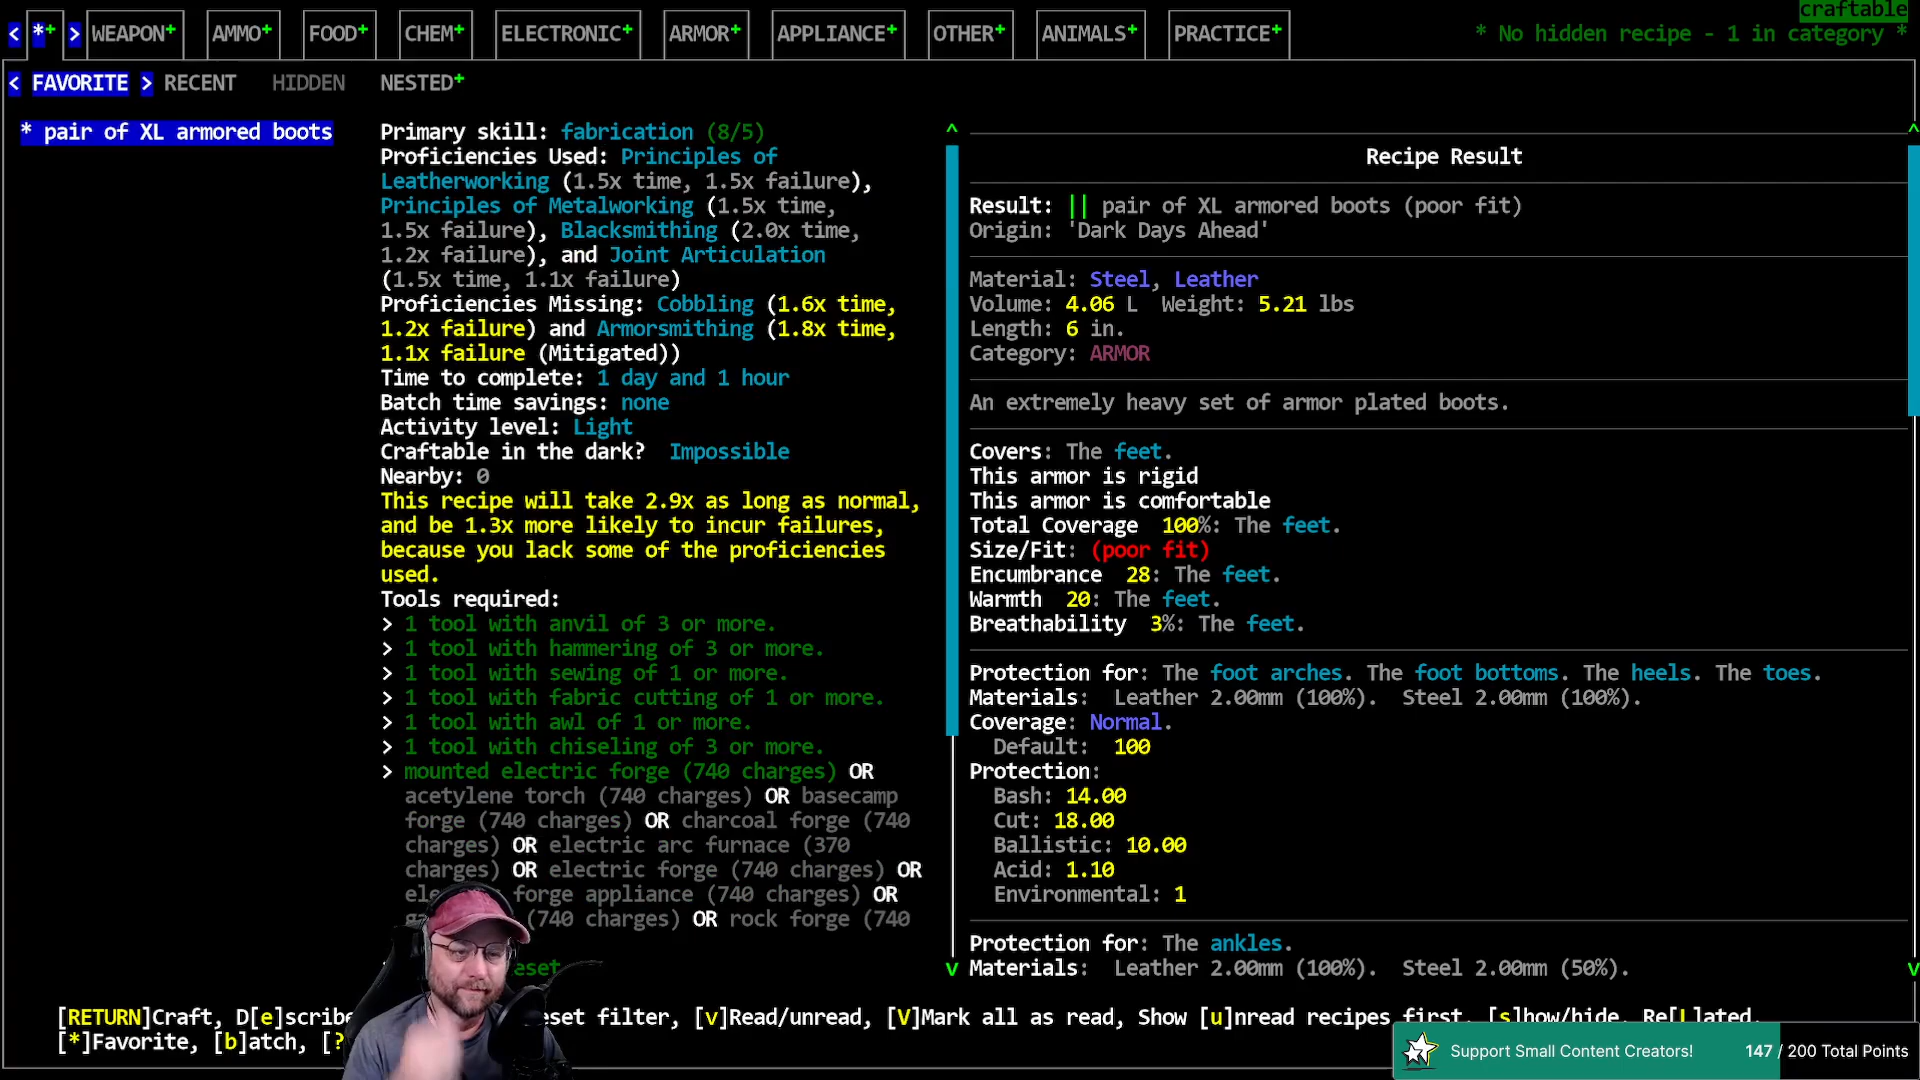 craftable
< *+ > WEAPON+ AMMO+ FOOD+ CHEM+ ELECTRONIC+ ARMOR+ APPLIANCE+ OTHER+ ANIMALS+ PRACTICE+ * No hidden recipe - 1 in category *
< FAVORITE > RECENT HIDDEN NESTED+
* pair of XL armored boots
Primary skill: fabrication (8/5)
Proficiencies Used: Principles of
Leatherworking (1.5x time, 1.5x failure),
Principles of Metalworking (1.5x time,
1.5x failure), Blacksmithing (2.0x time,
1.2x failure), and Joint Articulation
(1.5x time, 1.1x failure)
Proficiencies Missing: Cobbling (1.6x time,
1.2x failure) and Armorsmithing (1.8x time,
1.1x failure (Mitigated))
Time to complete: 1 day and 1 hour
Batch time savings: none
Activity level: Light
Craftable in the dark? Impossible
Nearby: 0
This recipe will take 2.9x as long as normal,
and be 1.3x more likely to incur failures,
because you lack some of the proficiencies
used.
Tools required:
> 1 tool with anvil of 3 or more.
> 1 tool with hammering of 3 or more.
> 1 tool with sewing of 1 or more.
> 1 tool with fabric cutting of 1 or more.
> 1 tool with awl of 1 or more.
> 1 tool with chiseling of 3 or more.
> mounted electric forge (740 charges) OR
acetylene torch (740 charges) OR basecamp
forge (740 charges) OR charcoal forge (740
charges) OR electric arc furnace (370
charges) OR electric forge (740 charges) OR
forge appliance (740 charges) OR
(740 charges) OR rock forge (740
Recipe Result
Result: || pair of XL armored boots (poor fit)
Origin: 'Dark Days Ahead'
Material: Steel, Leather
Volume: 4.06 L Weight: 5.21 lbs
Length: 6 in.
Category: ARMOR
An extremely heavy set of armor plated boots.
Covers: The feet.
This armor is rigid
This armor is comfortable
Total Coverage 100%: The feet.
Size/Fit: (poor fit)
Encumbrance 28: The feet.
Warmth 20: The feet.
Breathability 3%: The feet.
Protection for: The foot arches. The foot bottoms. The heels. The toes.
Materials: Leather 2.00mm (100%). Steel 2.00mm (100%).
Coverage: Normal.
Default: 100
Protection:
Bash: 14.00
Cut: 18.00
Ballistic: 10.00
Acid: 1.10
Environmental: 1
Protection for: The ankles.
Materials: Leather 2.00mm (100%). Steel 2.00mm (50%).
[RETURN]Craft, D[e]scribe eset filter, [v]Read/unread, [V]Mark all as read, Show [u]nread recipes first, [s]how/hide, Re[L]ated,
[*]Favorite, [b]atch, [?
Support Small Content Creators! 147 / 200 Total Points